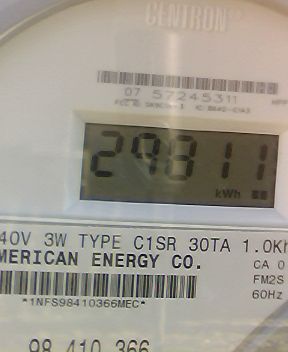 CENTRON®
07 57245311
29811
kWh
40V 3W TYPE C1SR 30TA 1.0Kh
MERICAN ENERGY CO.
CA 0
FM2S
60Hz
*1NFS98410366MEC*
98 410 366